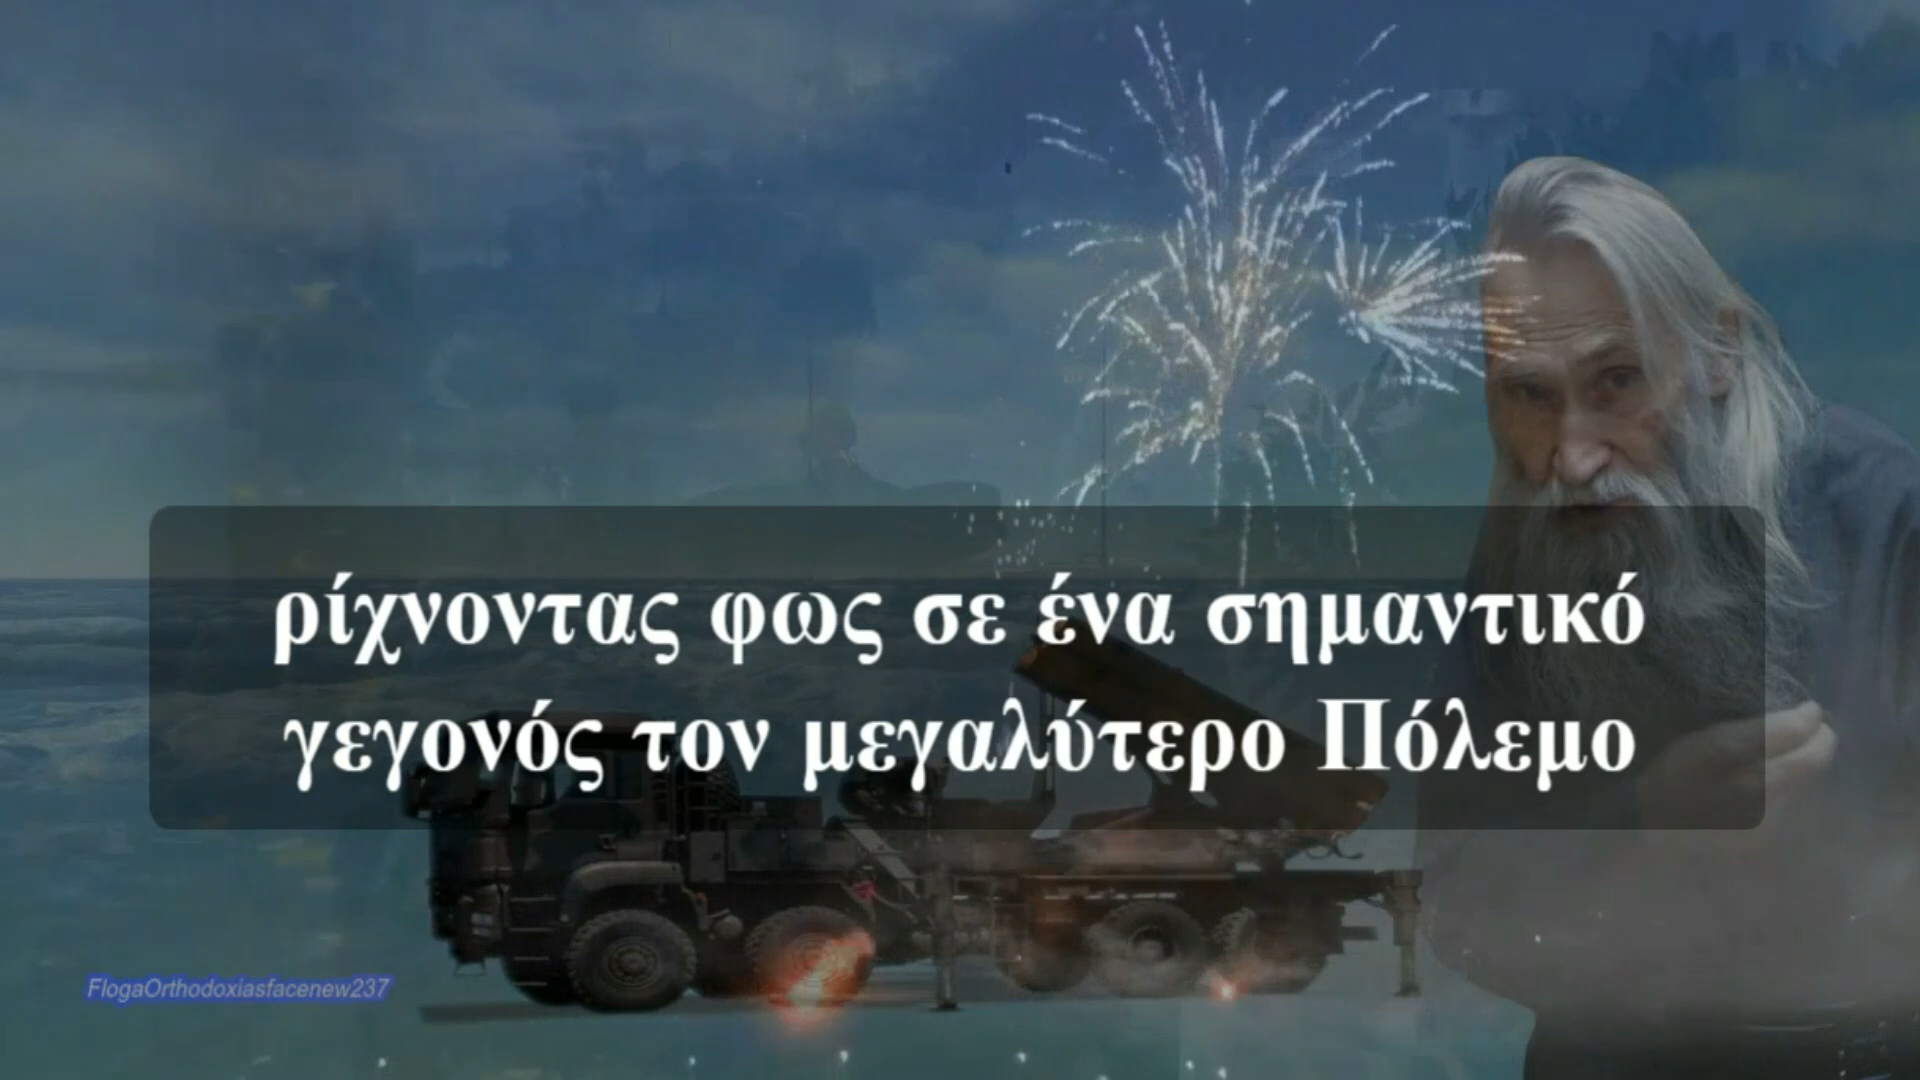 ρίχνοντας φως σε ένα σημαντικό
γεγονός τον μεγαλύτερο Πόλεμο
FlogaOrthodoxiasfacenew237